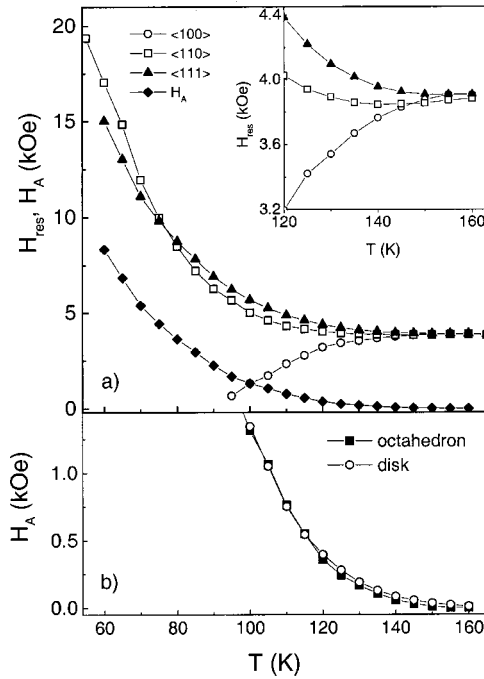 H_res, H_A (kOe)
20
15
10
5
0
<100>
<110>
<111>
H_A
a)
H_res (kOe)
4.4
4.0
3.6
3.2
120 130 140 150 160
T (K)
H_A (kOe)
1.0
0.5
0.0
octahedron
disk
b)
60 80 100 120 140 160
T (K)